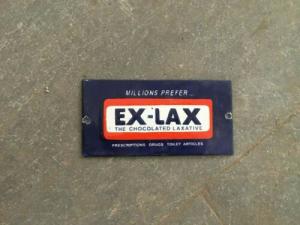 MILLIONS PREFER...
EX-LAX
THE CHOCOLATED LAXATIVE
PRESCRIPTIONS DRUGS TOILET ARTICLES